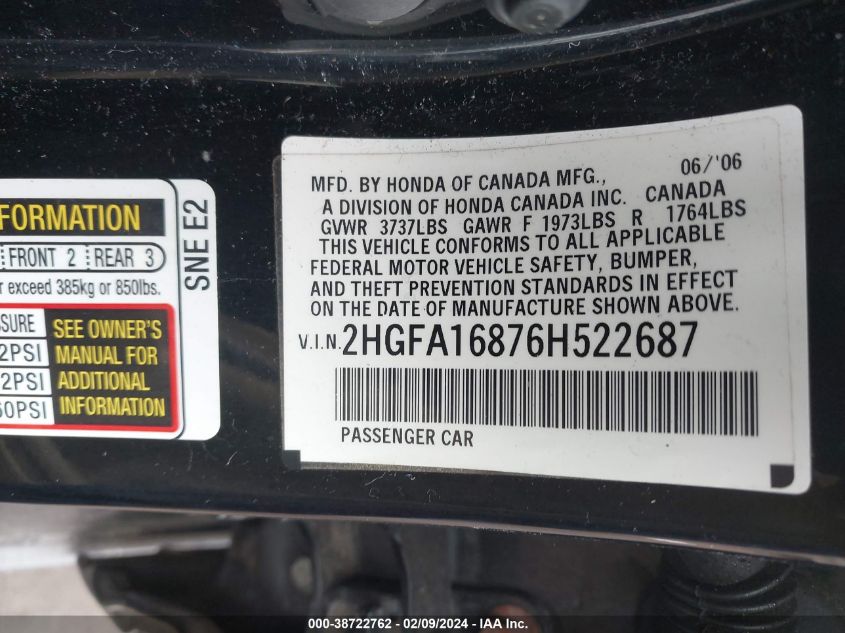 FORMATION
FRONT 2 REAR 3
r exceed 385kg or 850lbs.
SURE
2PSI
2PSI
60PSI
SEE OWNER'S
MANUAL FOR
ADDITIONAL
INFORMATION
SNE E2
06/'06
MFD. BY HONDA OF CANADA MFG.,
A DIVISION OF HONDA CANADA INC. CANADA
GVWR 3737LBS GAWR F 1973LBS R 1764LBS
THIS VEHICLE CONFORMS TO ALL APPLICABLE
FEDERAL MOTOR VEHICLE SAFETY, BUMPER,
AND THEFT PREVENTION STANDARDS IN EFFECT
ON THE DATE OF MANUFACTURE SHOWN ABOVE.
V.I.N. 2HGFA16876H522687
PASSENGER CAR
000-38722762 - 02/09/2024 - IAA Inc.